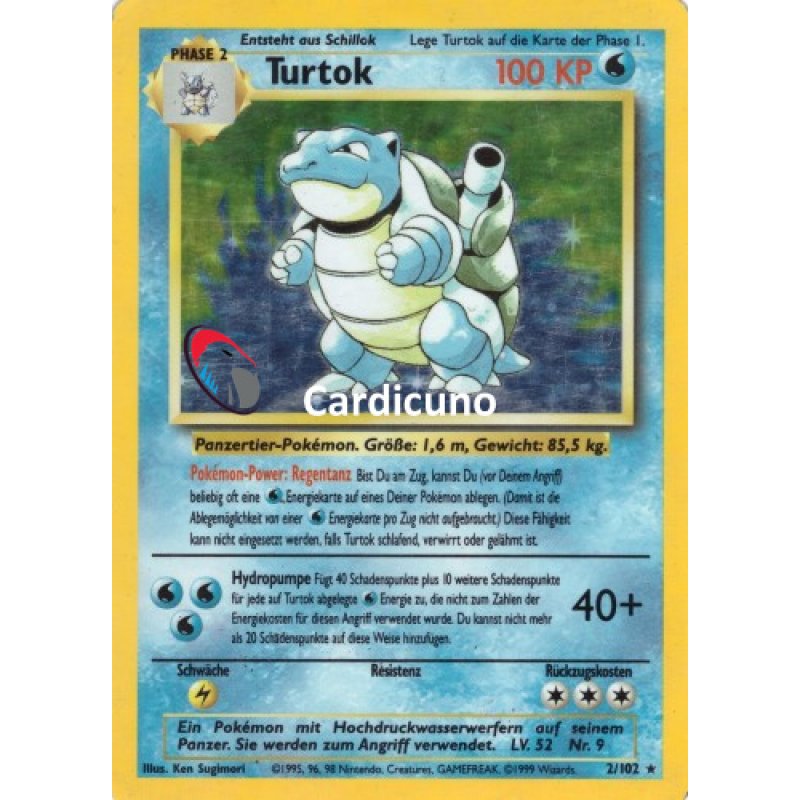 Entsteht aus Schillok Lege Turtok auf die Karte der Phase 1.
PHASE 2
Turtok 100 KP
Cardicuno
Panzertier-Pokémon. Größe: 1,6 m, Gewicht: 85,5 kg.
Pokémon-Power: Regentanz Bist Du am Zug, kannst Du (vor Deinem Angriff)
beliebig oft eine Energiekarte auf eines Deiner Pokémon ablegen. (Damit ist die
Ablegemöglichkeit von einer Energiekarte pro Zug nicht aufgebraucht.) Diese Fähigkeit
kann nicht eingesetzt werden, falls Turtok schlafend, verwirrt oder gelähmt ist.
Hydropumpe Fügt 40 Schadenspunkte plus 10 weitere Schadenspunkte
für jede auf Turtok abgelegte Energie zu, die nicht zum Zahlen der
Energiekosten für diesen Angriff verwendet wurde. Du kannst nicht mehr
als 20 Schadenspunkte auf diese Weise hinzufügen.
40+
Schwäche Resistenz Rückzugskosten
Ein Pokémon mit Hochdruckwasserwerfern auf seinem
Panzer. Sie werden zum Angriff verwendet. LV. 52 Nr. 9
Illus. Ken Sugimori ©1995, 96, 98 Nintendo, Creatures, GAMEFREAK. ©1999 Wizards. 2/102 ★